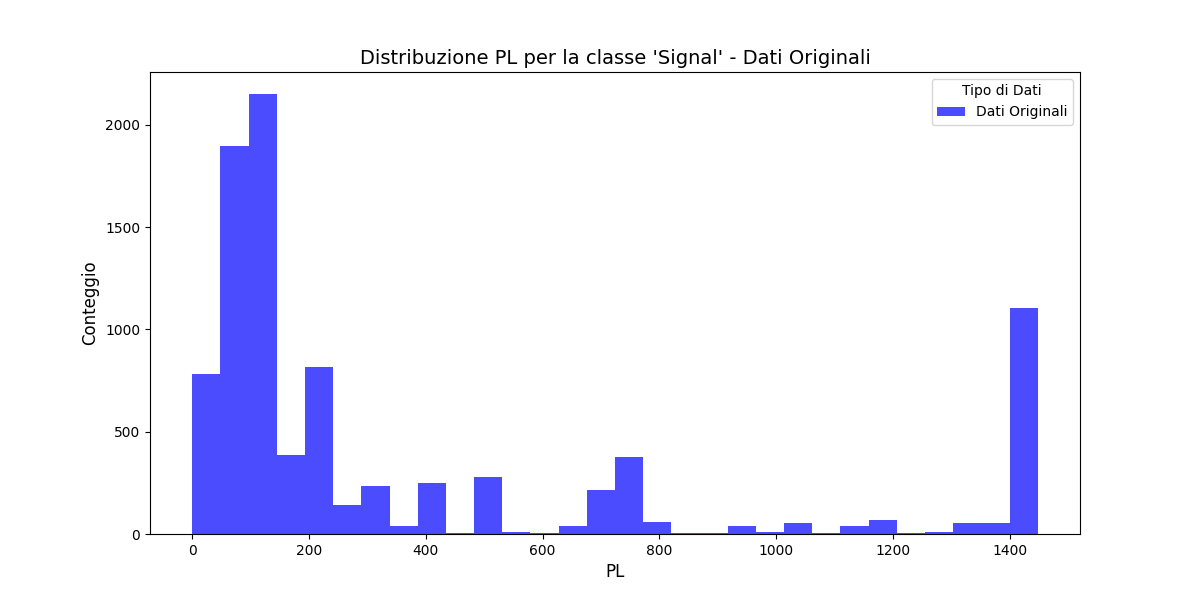 Distribuzione PL per la classe 'Signal' - Dati Originali
Tipo di Dati
Dati Originali
Conteggio
2000
1500
1000
500
0
0 200 400 600 800 1000 1200 1400
PL